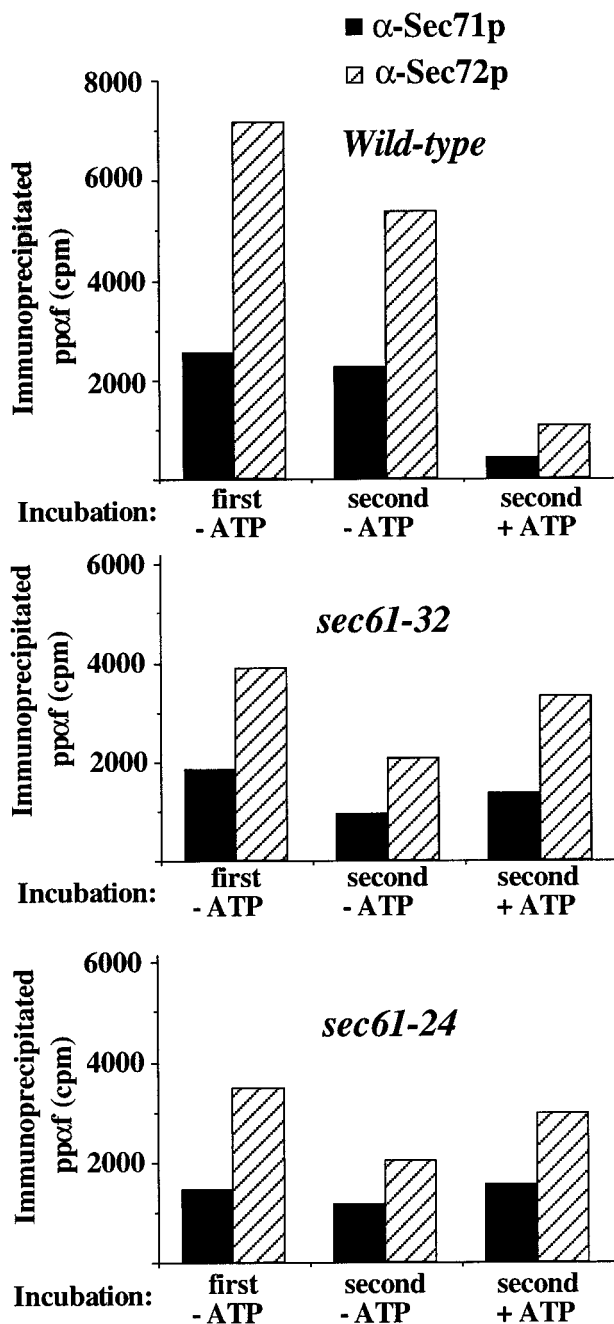 α-Sec71p
α-Sec72p
Wild-type
Immunoprecipitated
ppαf (cpm)
8000
6000
4000
2000
Incubation:
first
- ATP
second
- ATP
second
+ ATP
sec61-32
Immunoprecipitated
ppαf (cpm)
6000
4000
2000
Incubation:
first
- ATP
second
- ATP
second
+ ATP
sec61-24
Immunoprecipitated
ppαf (cpm)
6000
4000
2000
Incubation:
first
- ATP
second
- ATP
second
+ ATP